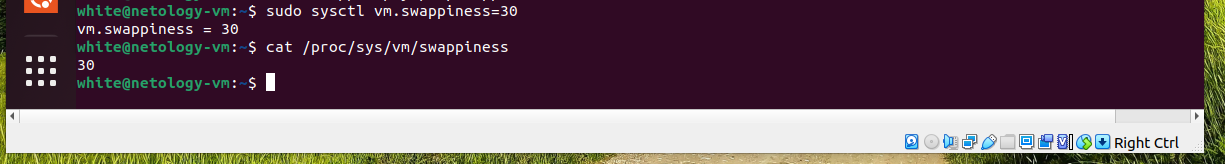 white@netology-vm:~$ sudo sysctl vm.swappiness=30
vm.swappiness = 30
white@netology-vm:~$ cat /proc/sys/vm/swappiness
30
white@netology-vm:~$
Right Ctrl